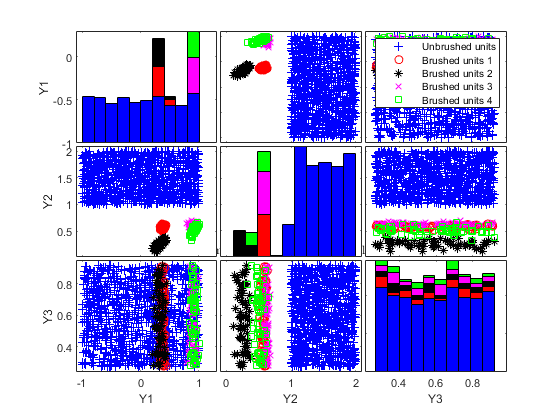 Y1
0
-0.5
-1
Unbrushed units
Brushed units 1
Brushed units 2
Brushed units 3
Brushed units 4
Y2
2
1.5
1
0.5
Y3
0.8
0.6
0.4
-1 0 1
0 1 2
0.4 0.6 0.8
Y1 Y2 Y3